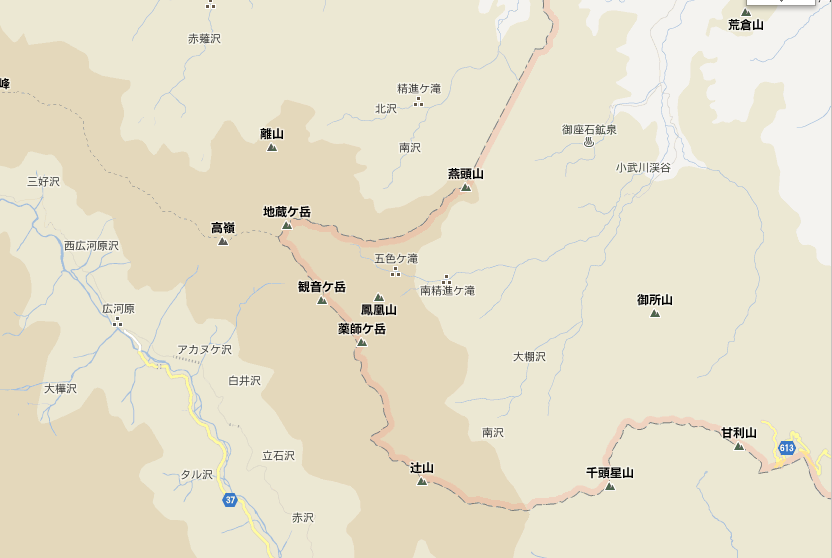 荒倉山
赤薙沢
峰
精進ケ滝
北沢
離山
御座石鉱泉
南沢
燕頭山
小武川渓谷
三好沢
地蔵ケ岳
高嶺
西広河原沢
五色ケ滝
観音ケ岳
南精進ケ滝
御所山
広河原
鳳凰山
薬師ケ岳
アカヌケ沢
大棚沢
白井沢
大樺沢
南沢
甘利山
613
立石沢
辻山
タル沢
千頭星山
37
赤沢